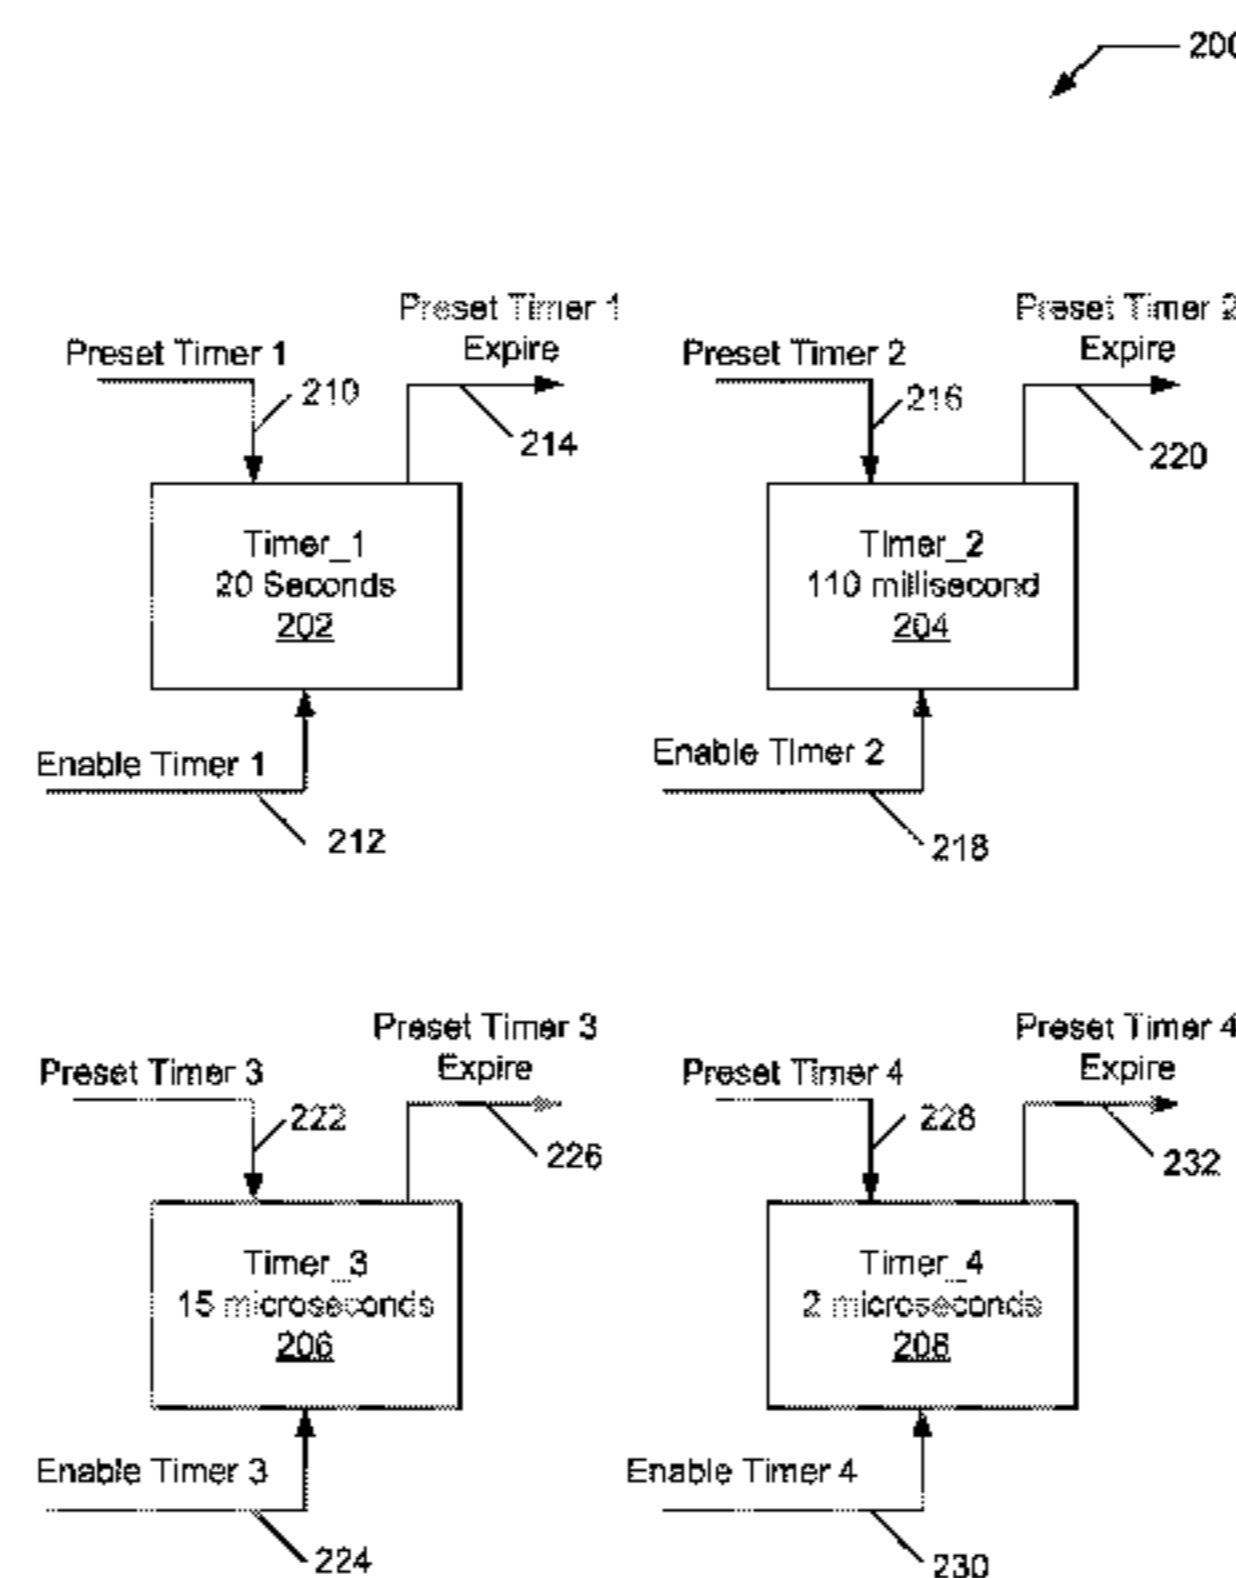 200
Preset Timer 1
Expire
Preset Timer 1
210
214
Timer_1
20 Seconds
202
Enable Timer 1
212
Preset Timer 2
Expire
Preset Timer 2
216
220
TImer_2
110 millisecond
204
Enable TImer 2
218
Preset Timer 3
Expire
Preset Timer 3
222
226
Timer_3
15 microseconds
206
Enable Timer 3
224
Preset Timer 4
Expire
Preset Timer 4
228
232
Timer_4
2 microseconds
208
Enable Timer 4
230